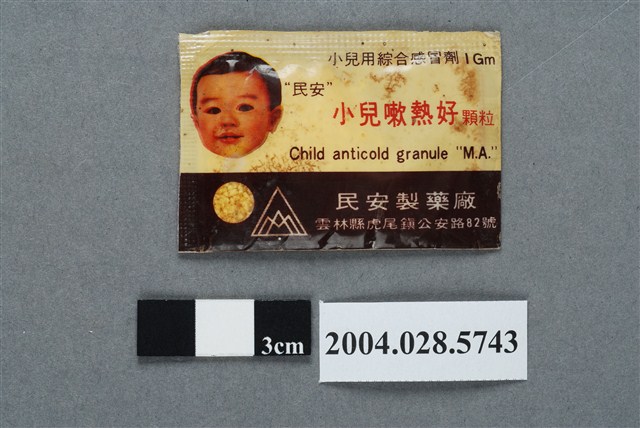 小兒用綜合感冒劑 1Gm
"民安"
小兒嗽熱好 顆粒
Child anticold granule "M.A."
民安製藥廠
雲林縣虎尾鎮公安路82號
3cm
2004.028.5743